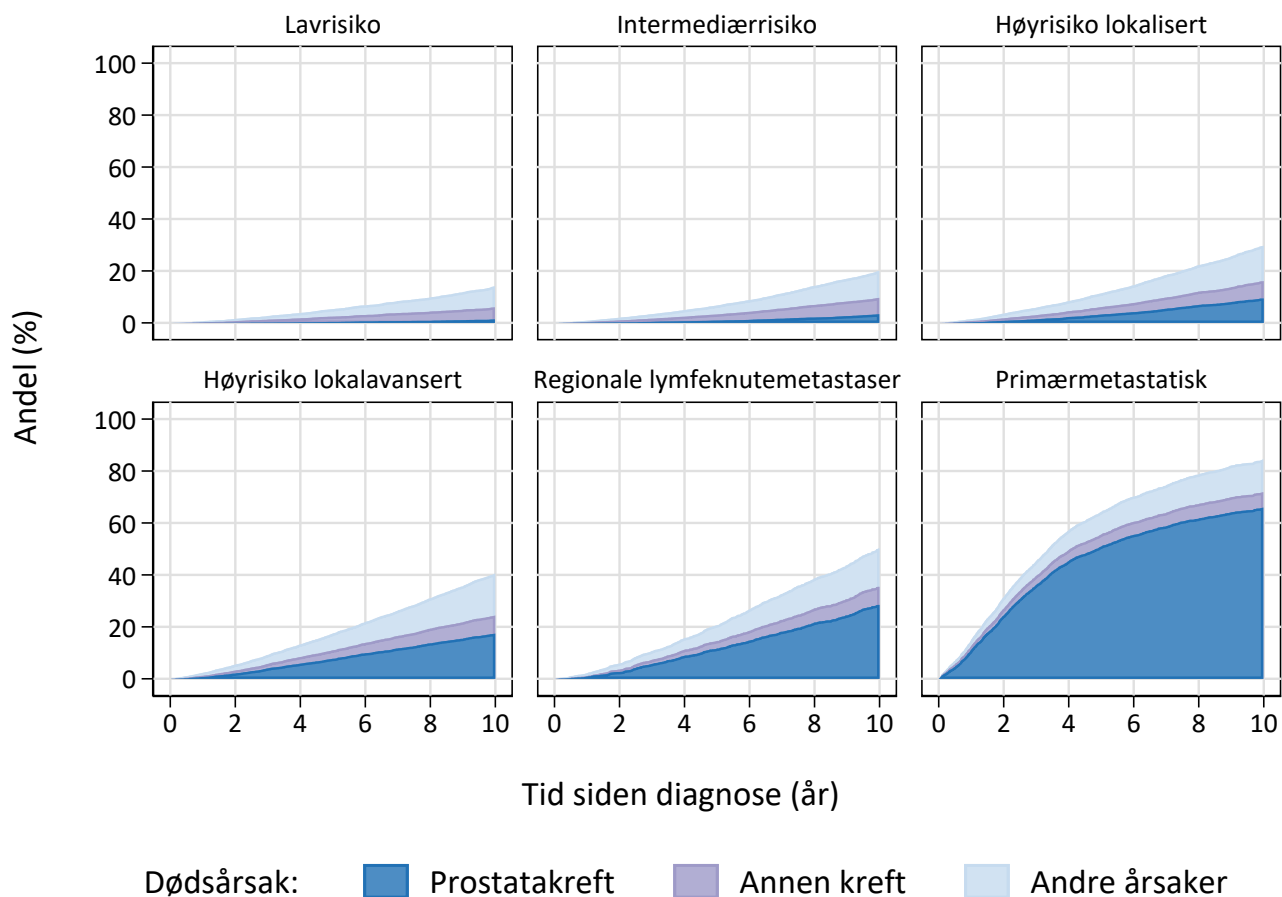 Lavrisiko Intermediærrisiko Høyrisiko lokalisert
100
80
60
40
20
0
Høyrisiko lokalavansert Regionale lymfeknutemetastaser Primærmetastatisk
100
80
60
40
20
0
0 2 4 6 8 10 0 2 4 6 8 10 0 2 4 6 8 10
Andel (%)
Tid siden diagnose (år)
Dødsårsak: Prostatakreft Annen kreft Andre årsaker